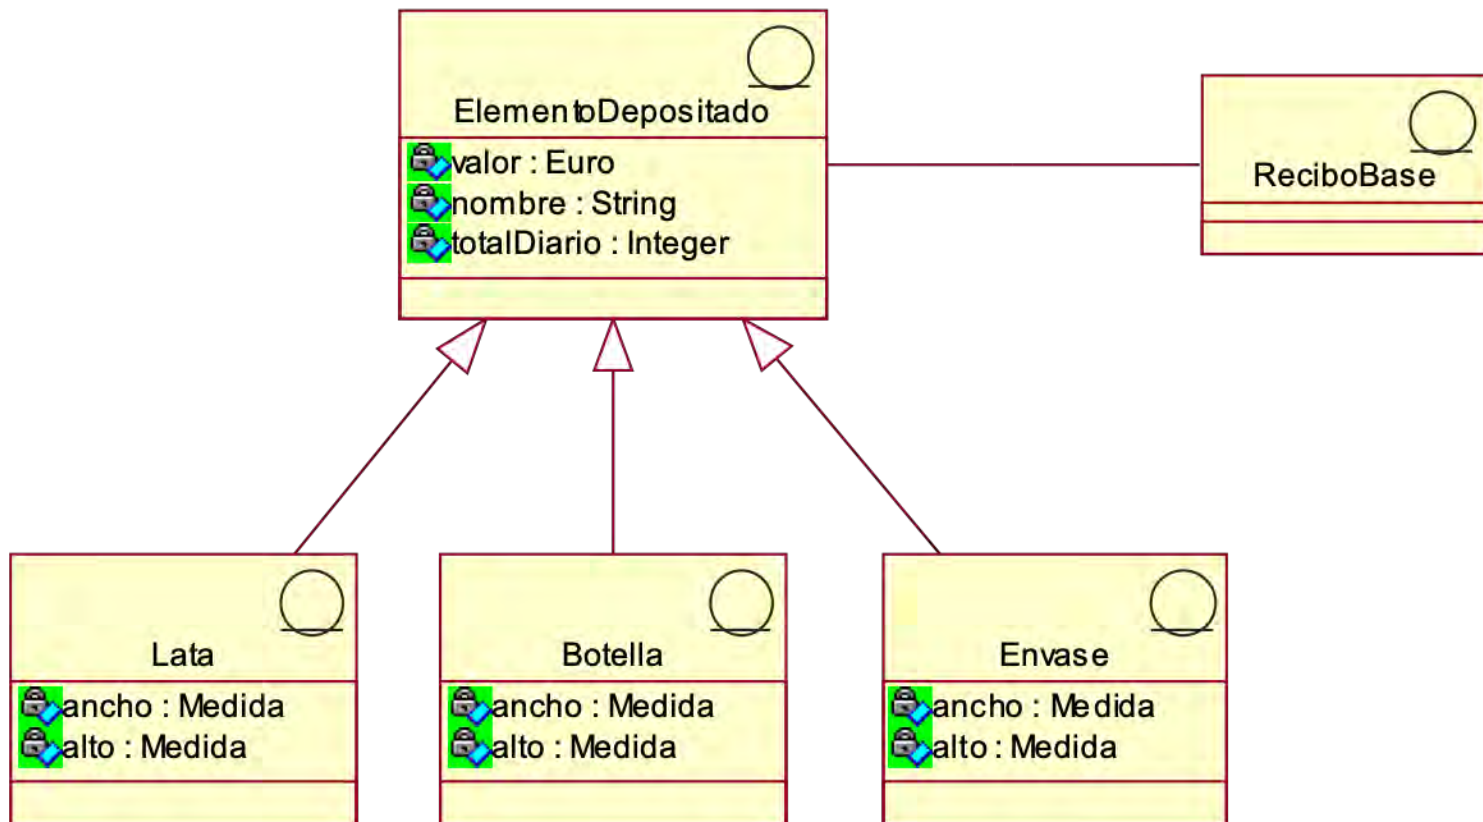 ElementoDepositado
valor : Euro
nombre : String
totalDiario : Integer
ReciboBase
Lata
ancho : Medida
alto : Medida
Botella
ancho : Medida
alto : Medida
Envase
ancho : Medida
alto : Medida